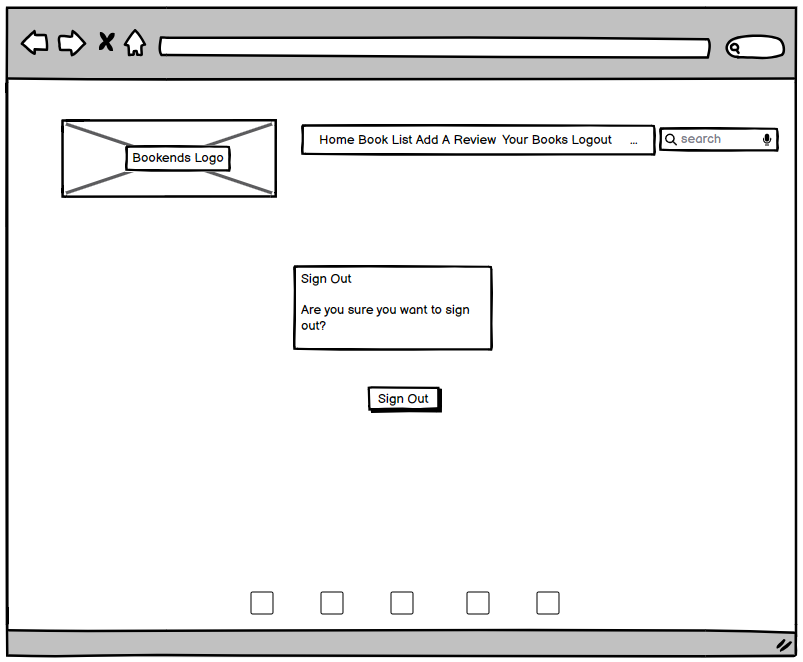 Bookends Logo
Home Book List Add A Review Your Books Logout ...
search
Sign Out
Are you sure you want to sign
out?
Sign Out